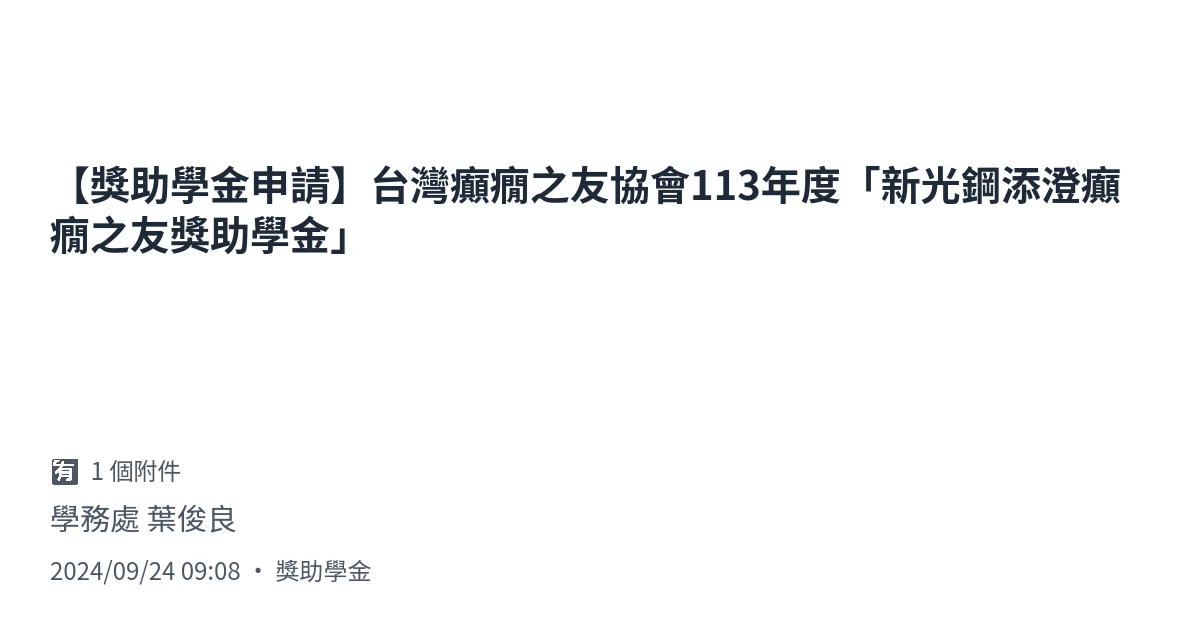 【獎助學金申請】台灣癲癇之友協會113年度「新光鋼添澄癲
癇之友獎助學金」
有 1 個附件
學務處 葉俊良
2024/09/24 09:08 • 獎助學金